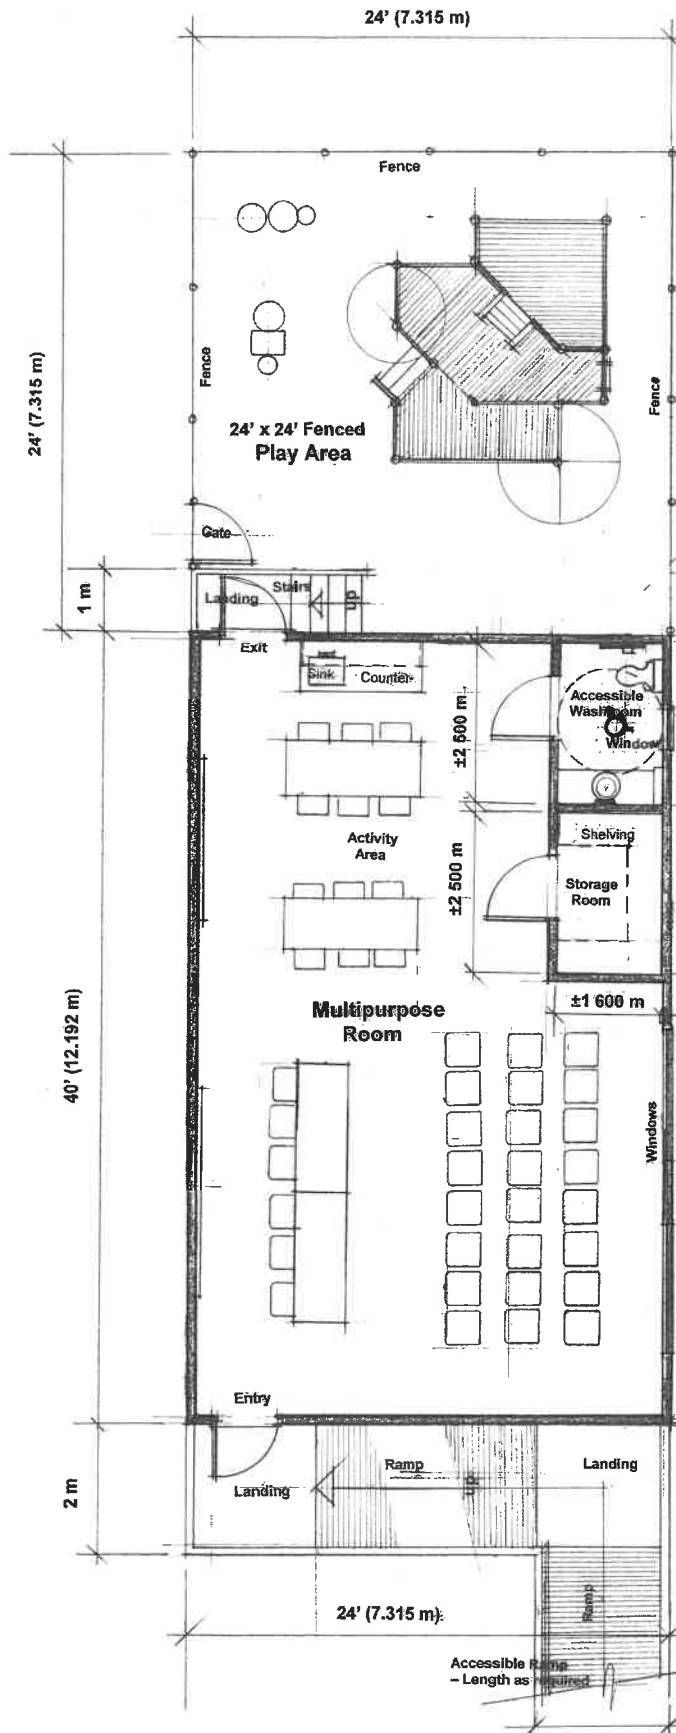 24' (7.315 m)
Fence
24' (7.315 m)
Fence
Fence
24' x 24' Fenced
Play Area
Gate
1 m
Landing
Stairs
up
Exit
Sink
Counter
±2 500 m
Accessible
Washroom
Window
Activity
Area
±2 500 m
Shelving
Storage
Room
40' (12.192 m)
Multipurpose
Room
±1 600 m
Windows
Entry
2 m
Landing
Ramp
up
Landing
24' (7.315 m)
Ramp
Accessible Ramp
– Length as required